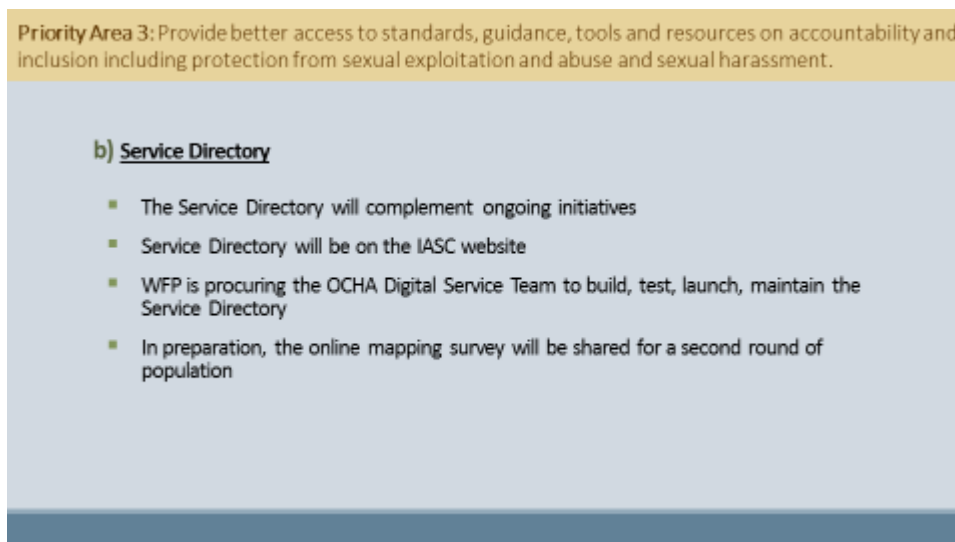 Priority Area 3: Provide better access to standards, guidance, tools and resources on accountability and
inclusion including protection from sexual exploitation and abuse and sexual harassment.
b) Service Directory
▪ The Service Directory will complement ongoing initiatives
▪ Service Directory will be on the IASC website
▪ WFP is procuring the OCHA Digital Service Team to build, test, launch, maintain the
Service Directory
▪ In preparation, the online mapping survey will be shared for a second round of
population